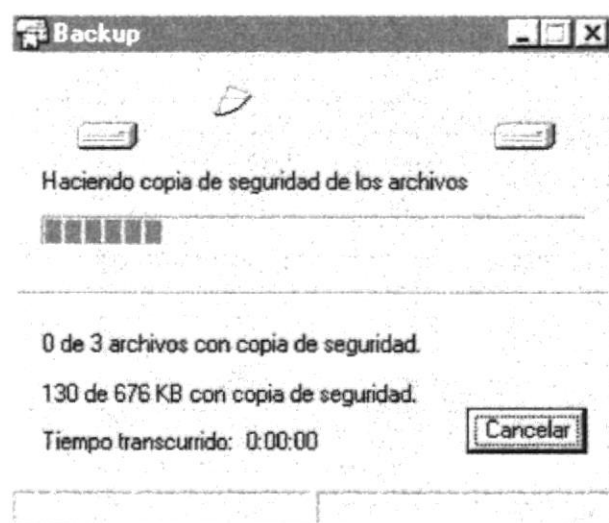 Backup
Haciendo copia de seguridad de los archivos
0 de 3 archivos con copia de seguridad.
130 de 676 KB con copia de seguridad.
Tiempo transcurrido: 0:00:00
Cancelar